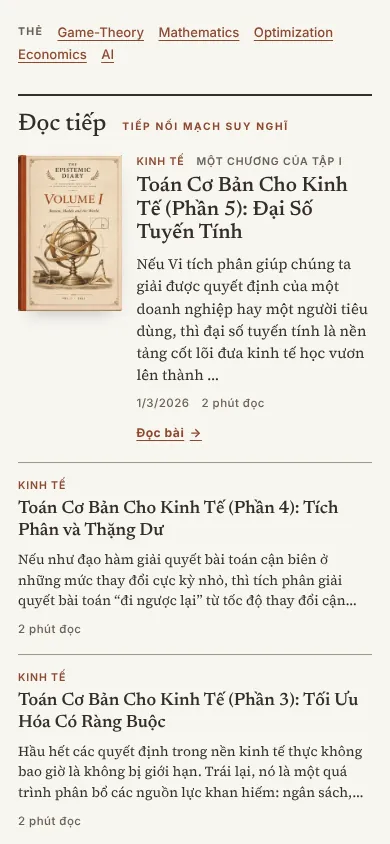 THẺ Game-Theory Mathematics Optimization
Economics AI
Đọc tiếp TIẾP NỐI MẠCH SUY NGHĨ
THE
EPISTEMIC
DIARY
VOLUME I
KINH TẾ MỘT CHƯƠNG CỦA TẬP I
Toán Cơ Bản Cho Kinh
Tế (Phần 5): Đại Số
Tuyến Tính
Nếu Vi tích phân giúp chúng ta
giải được quyết định của một
doanh nghiệp hay một người tiêu
dùng, thì đại số tuyến tính là nền
tảng cốt lõi đưa kinh tế học vươn
lên thành ...
1/3/2026 2 phút đọc
Đọc bài →
KINH TẾ
Toán Cơ Bản Cho Kinh Tế (Phần 4): Tích
Phân và Thặng Dư
Nếu như đạo hàm giải quyết bài toán cận biên ở
những mức thay đổi cực kỳ nhỏ, thì tích phân giải
quyết bài toán “đi ngược lại” từ tốc độ thay đổi cận...
2 phút đọc
KINH TẾ
Toán Cơ Bản Cho Kinh Tế (Phần 3): Tối Ưu
Hóa Có Ràng Buộc
Hầu hết các quyết định trong nền kinh tế thực không
bao giờ là không bị giới hạn. Trái lại, nó là một quá
trình phân bổ các nguồn lực khan hiếm: ngân sách,...
2 phút đọc